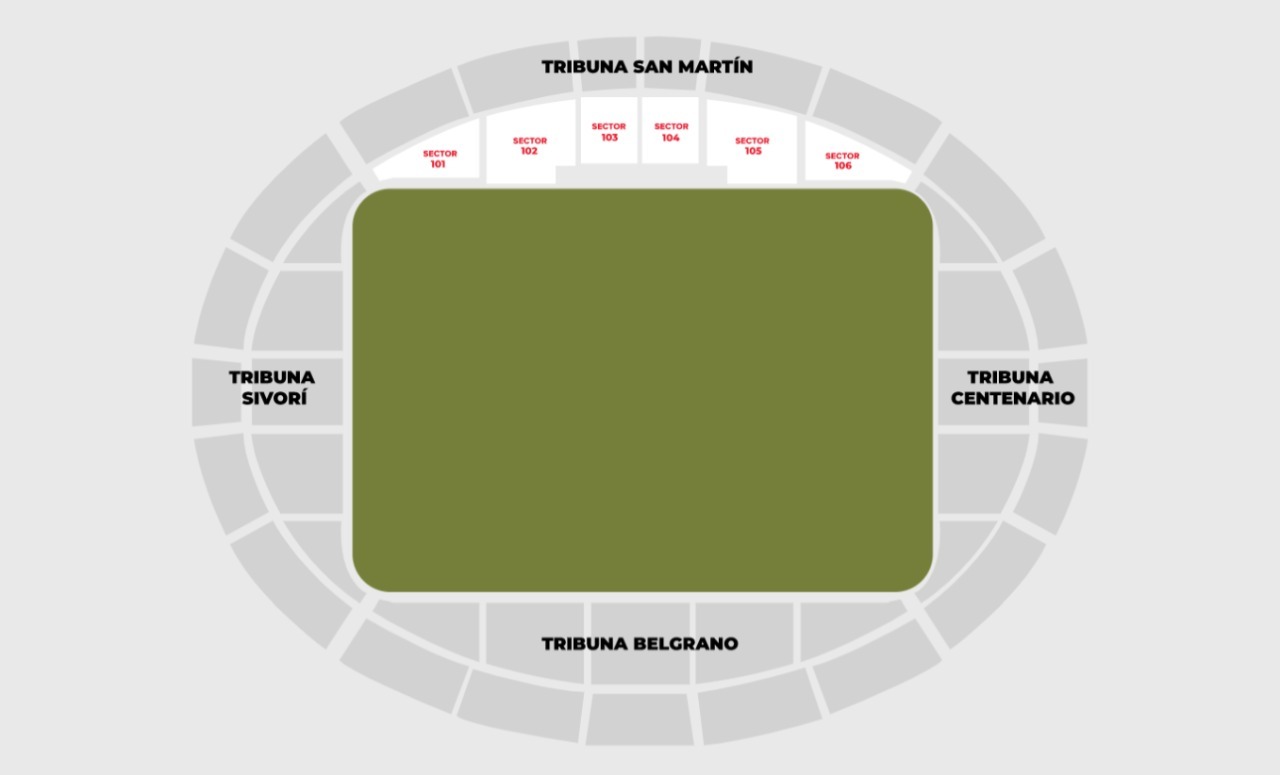 TRIBUNA SAN MARTÍN
SECTOR
101
SECTOR
102
SECTOR
103
SECTOR
104
SECTOR
105
SECTOR
106
TRIBUNA
SIVORÍ
TRIBUNA
CENTENARIO
TRIBUNA BELGRANO